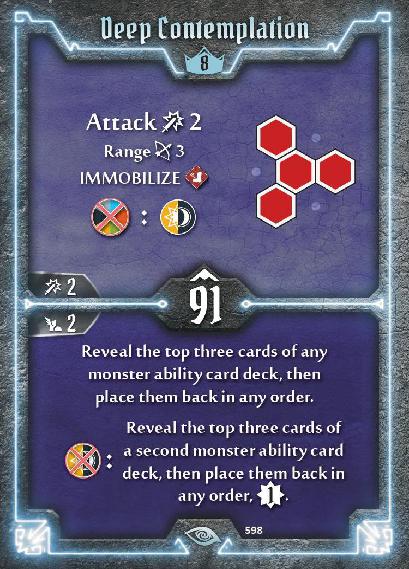 Deep Contemplation
8
Attack 2
Range 3
IMMOBILIZE
:
2
91
2
Reveal the top three cards of any
monster ability card deck, then
place them back in any order.
Reveal the top three cards of
: a second monster ability card
deck, then place them back in
any order, 1.
598